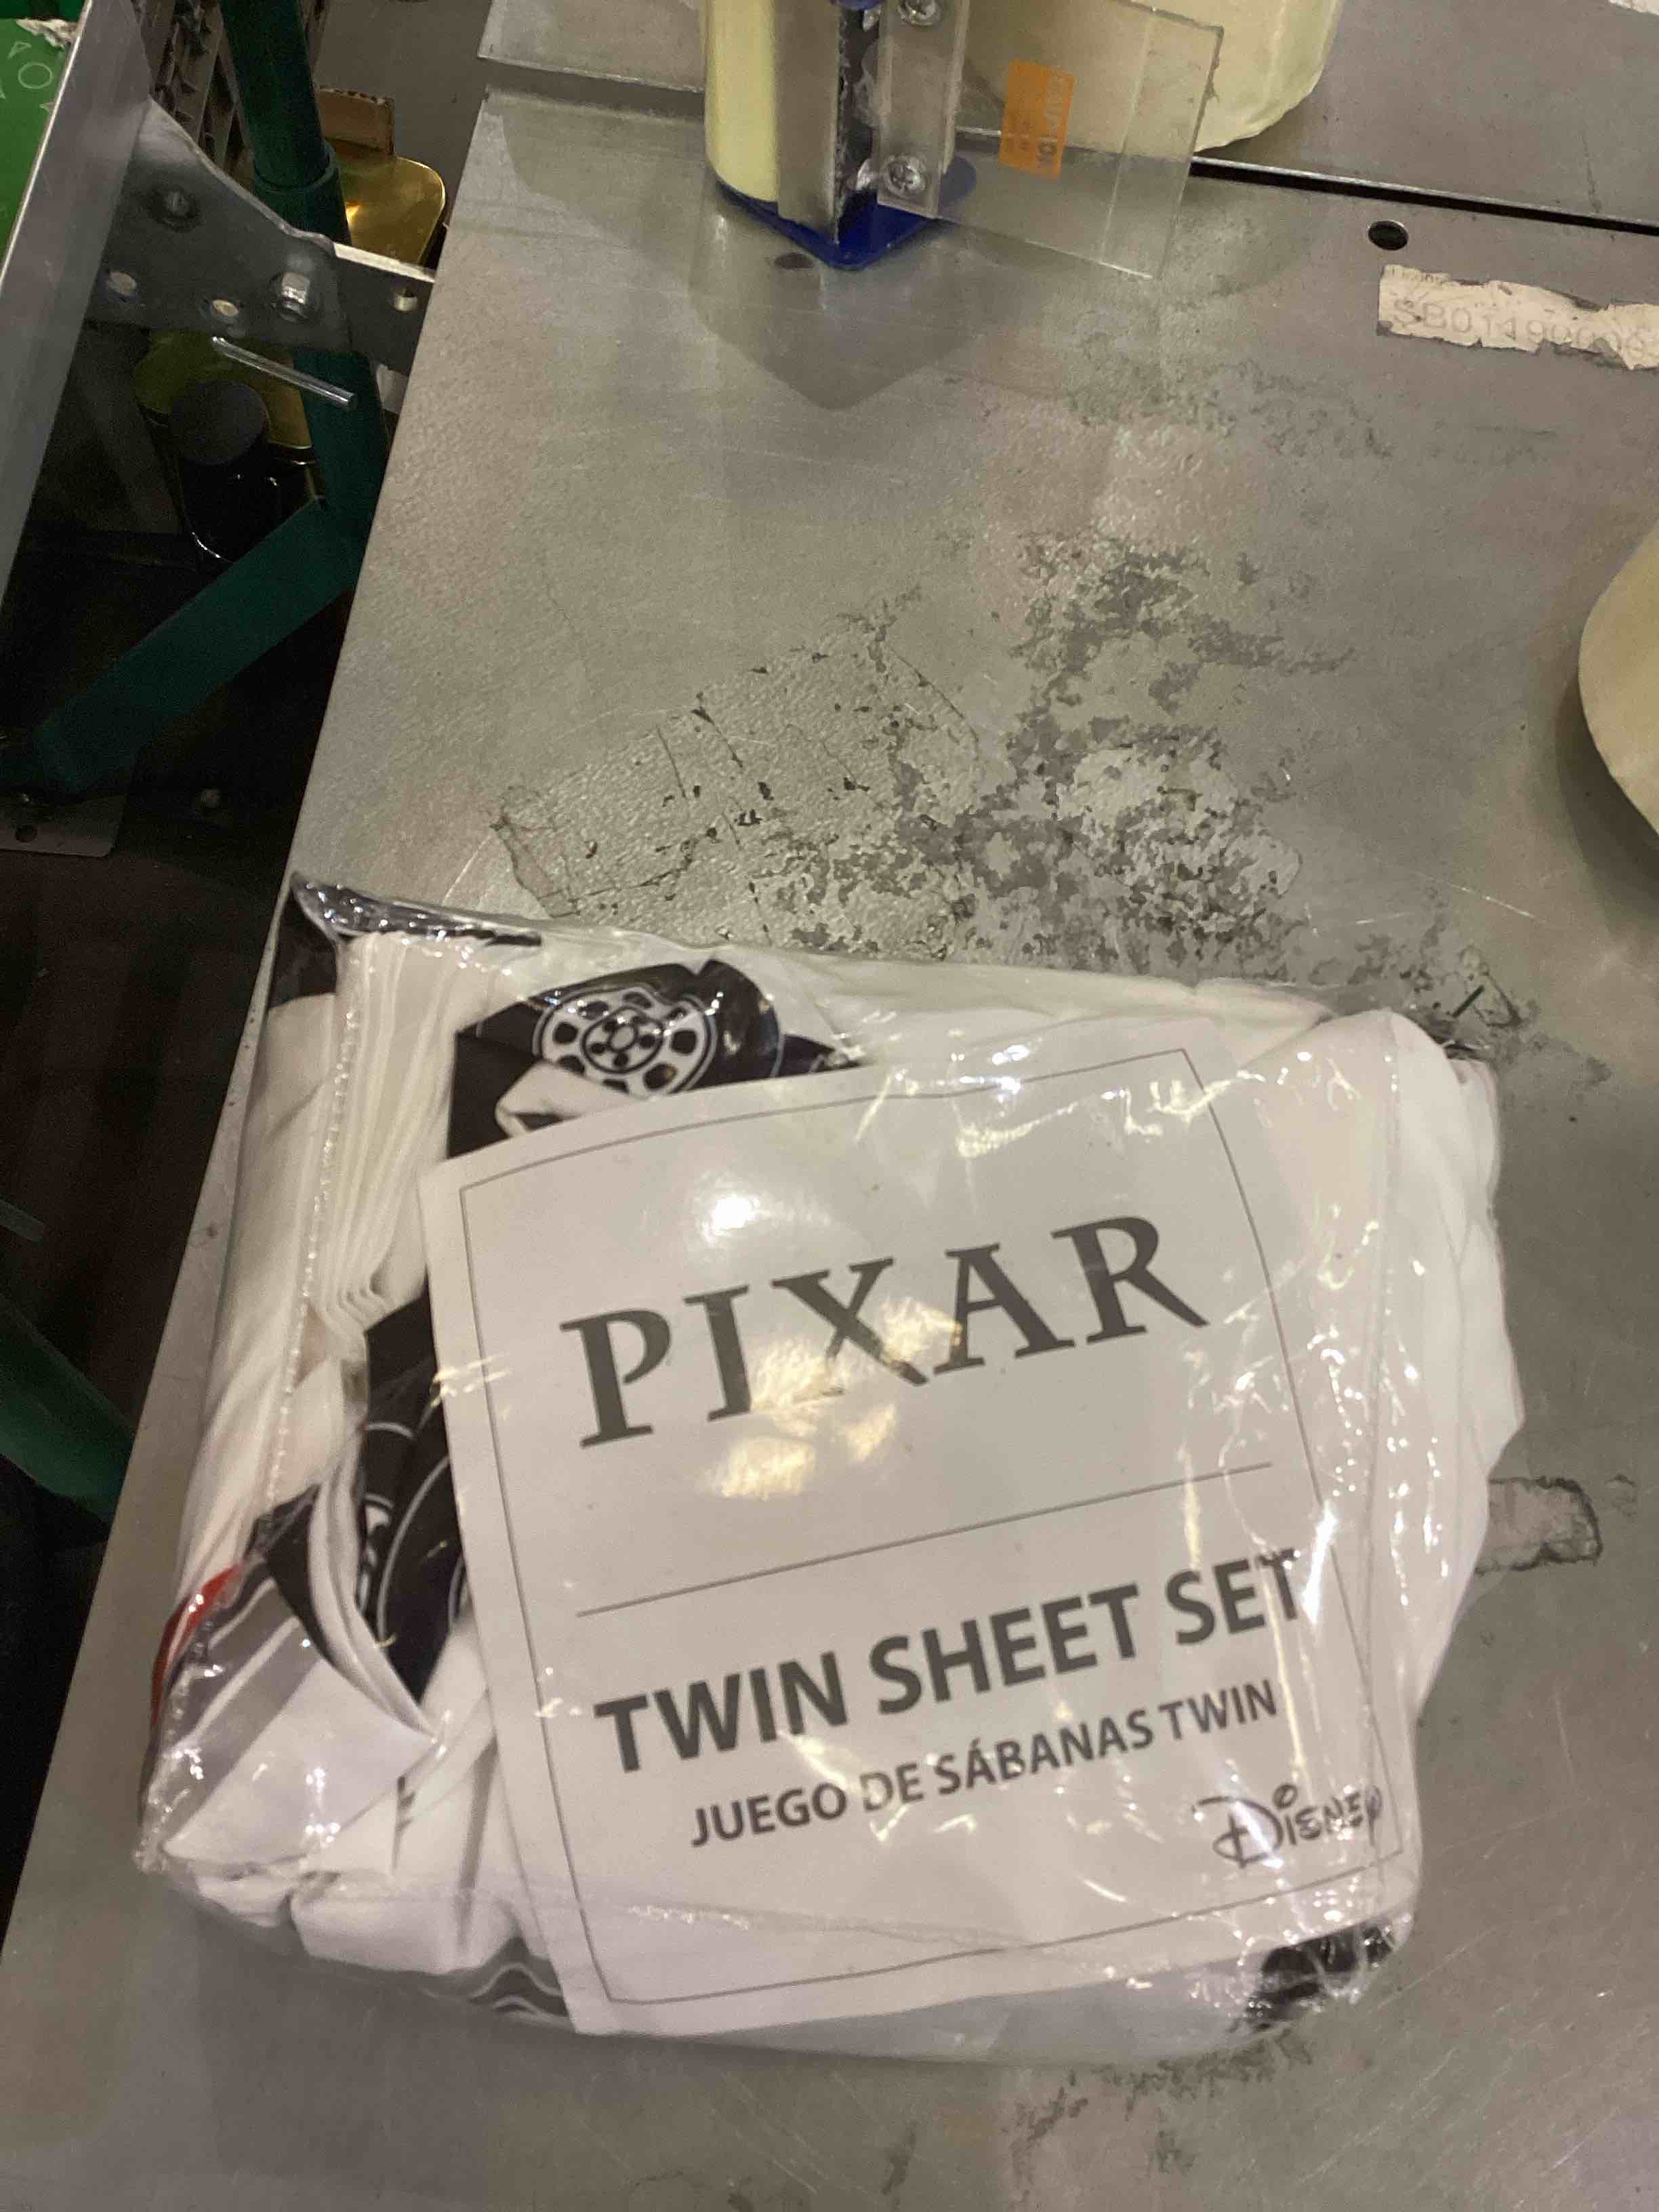 PIXAR
TWIN SHEET SET
JUEGO DE SÁBANAS TWIN
Disney